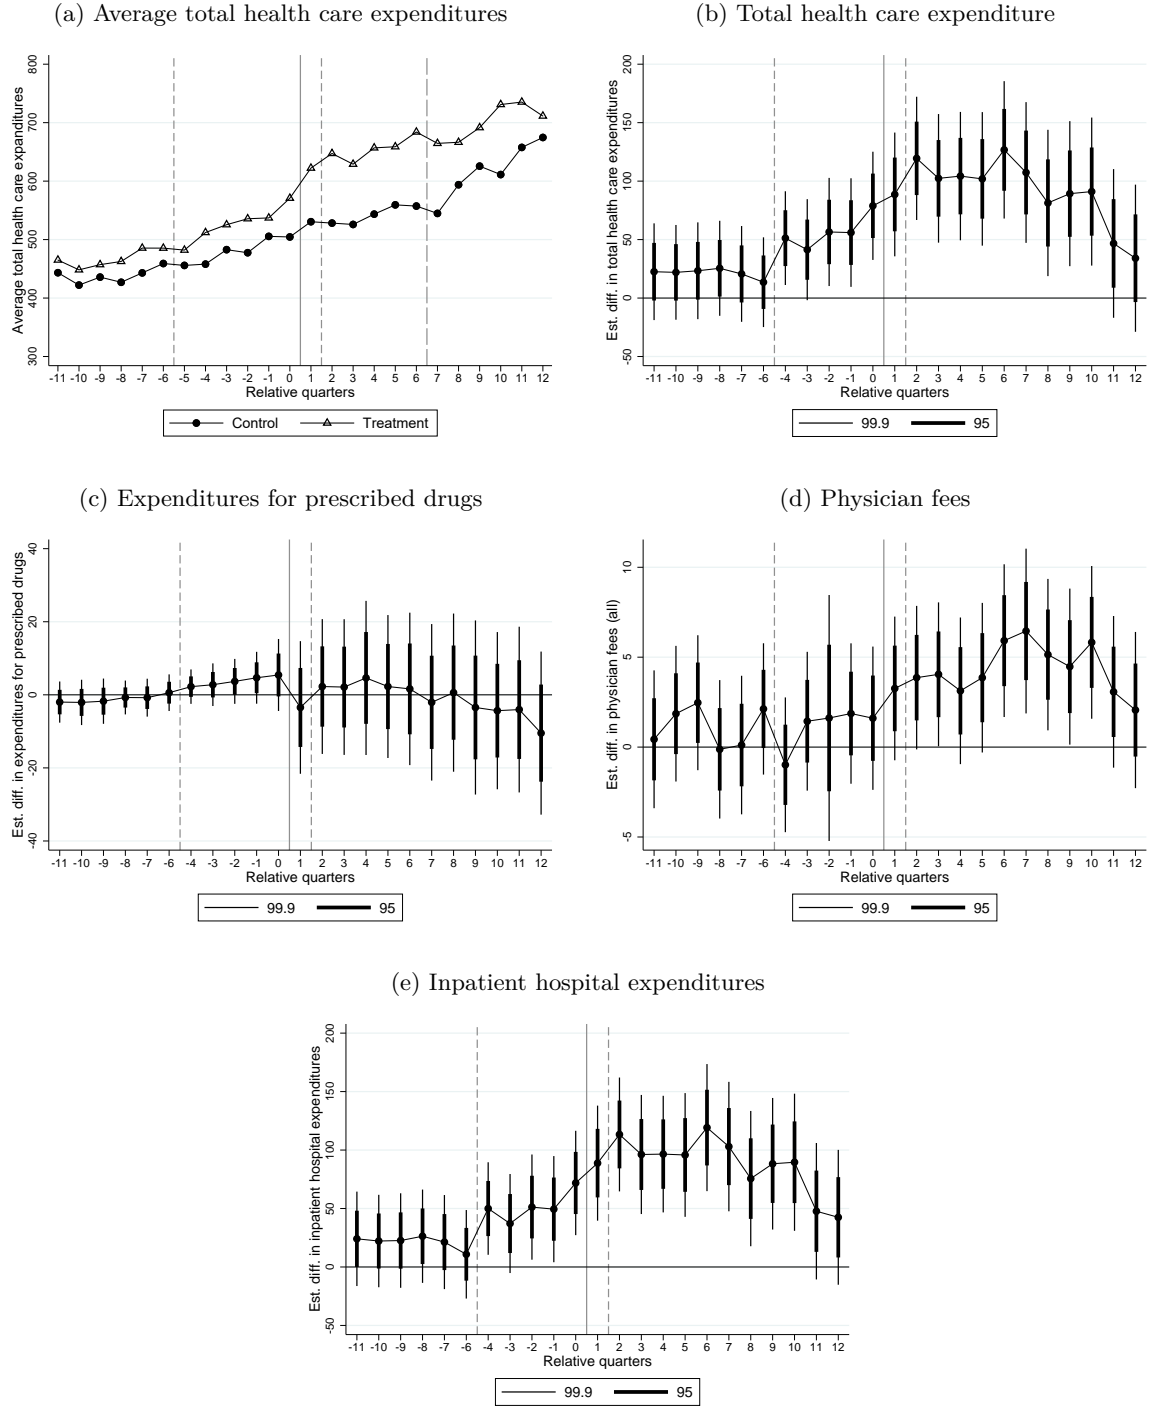 (a) Average total health care expenditures
Average total health care expanditures
800
700
600
500
400
300
-11 -10 -9 -8 -7 -6 -5 -4 -3 -2 -1 0 1 2 3 4 5 6 7 8 9 10 11 12
Relative quarters
Control Treatment
(b) Total health care expenditure
Est. diff. in total health care expenditures
200
150
100
50
0
-50
-11 -10 -9 -8 -7 -6 -4 -3 -2 -1 0 1 2 3 4 5 6 7 8 9 10 11 12
Relative quarters
99.9 95
(c) Expenditures for prescribed drugs
Est. diff. in expenditures for prescribed drugs
40
20
0
-20
-40
-11 -10 -9 -8 -7 -6 -4 -3 -2 -1 0 1 2 3 4 5 6 7 8 9 10 11 12
Relative quarters
99.9 95
(d) Physician fees
Est. diff. in physician fees (all)
10
5
0
-5
-11 -10 -9 -8 -7 -6 -4 -3 -2 -1 0 1 2 3 4 5 6 7 8 9 10 11 12
Relative quarters
99.9 95
(e) Inpatient hospital expenditures
Est. diff. in inpatient hospital expenditures
200
150
100
50
0
-50
-11 -10 -9 -8 -7 -6 -4 -3 -2 -1 0 1 2 3 4 5 6 7 8 9 10 11 12
Relative quarters
99.9 95